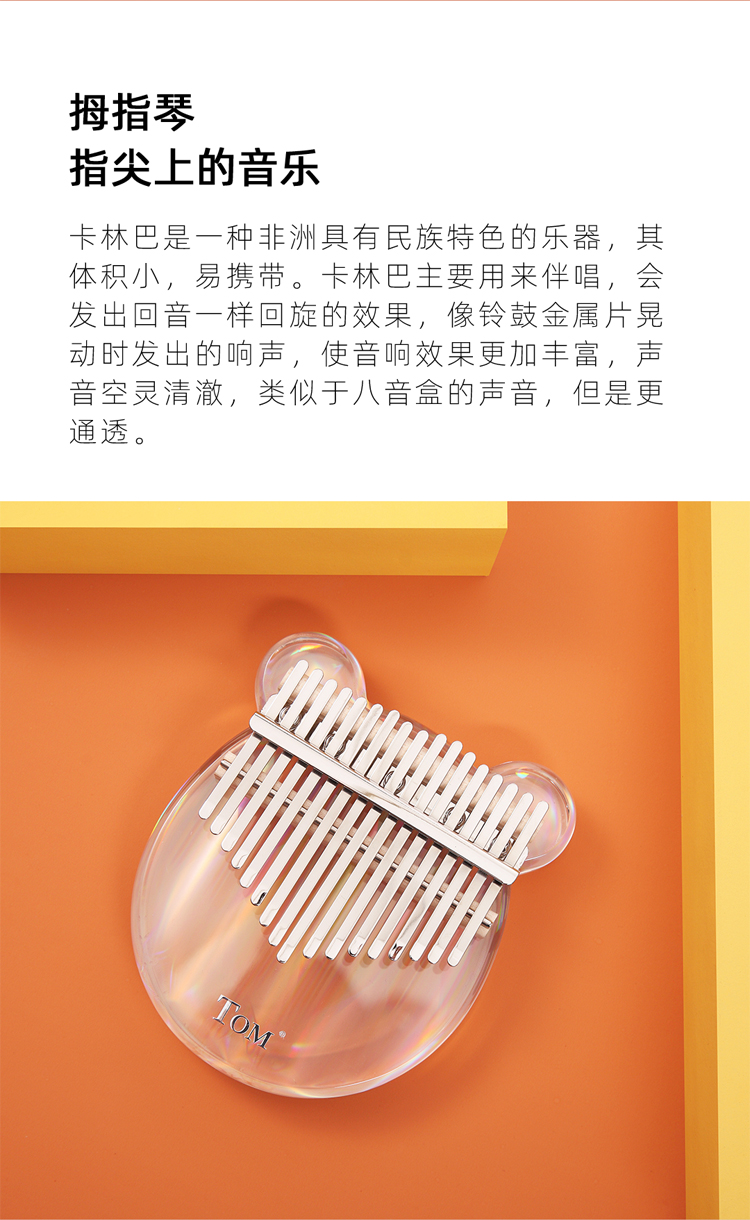 拇指琴
指尖上的音乐
卡林巴是一种非洲具有民族特色的乐器，其
体积小，易携带。卡林巴主要用来伴唱，会
发出回音一样回旋的效果，像铃鼓金属片晃
动时发出的响声，使音响效果更加丰富，声
音空灵清澈，类似于八音盒的声音，但是更
通透。
TOM®